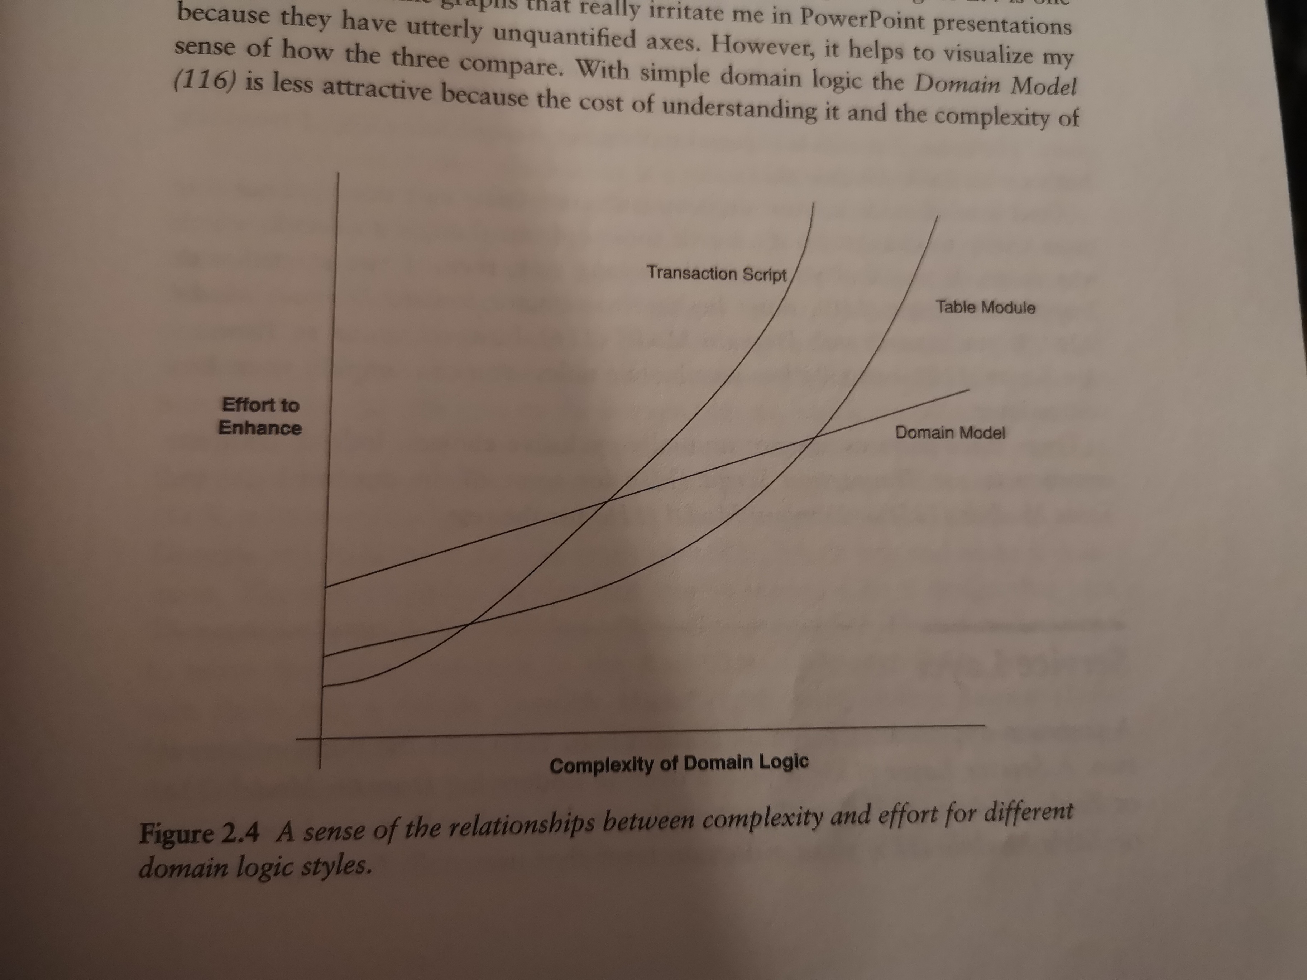 graphs that really irritate me in PowerPoint presentations
because they have utterly unquantified axes. However, it helps to visualize my
sense of how the three compare. With simple domain logic the Domain Model
(116) is less attractive because the cost of understanding it and the complexity of
Transaction Script
Table Module
Effort to
Enhance
Domain Model
Complexity of Domain Logic
Figure 2.4 A sense of the relationships between complexity and effort for different
domain logic styles.